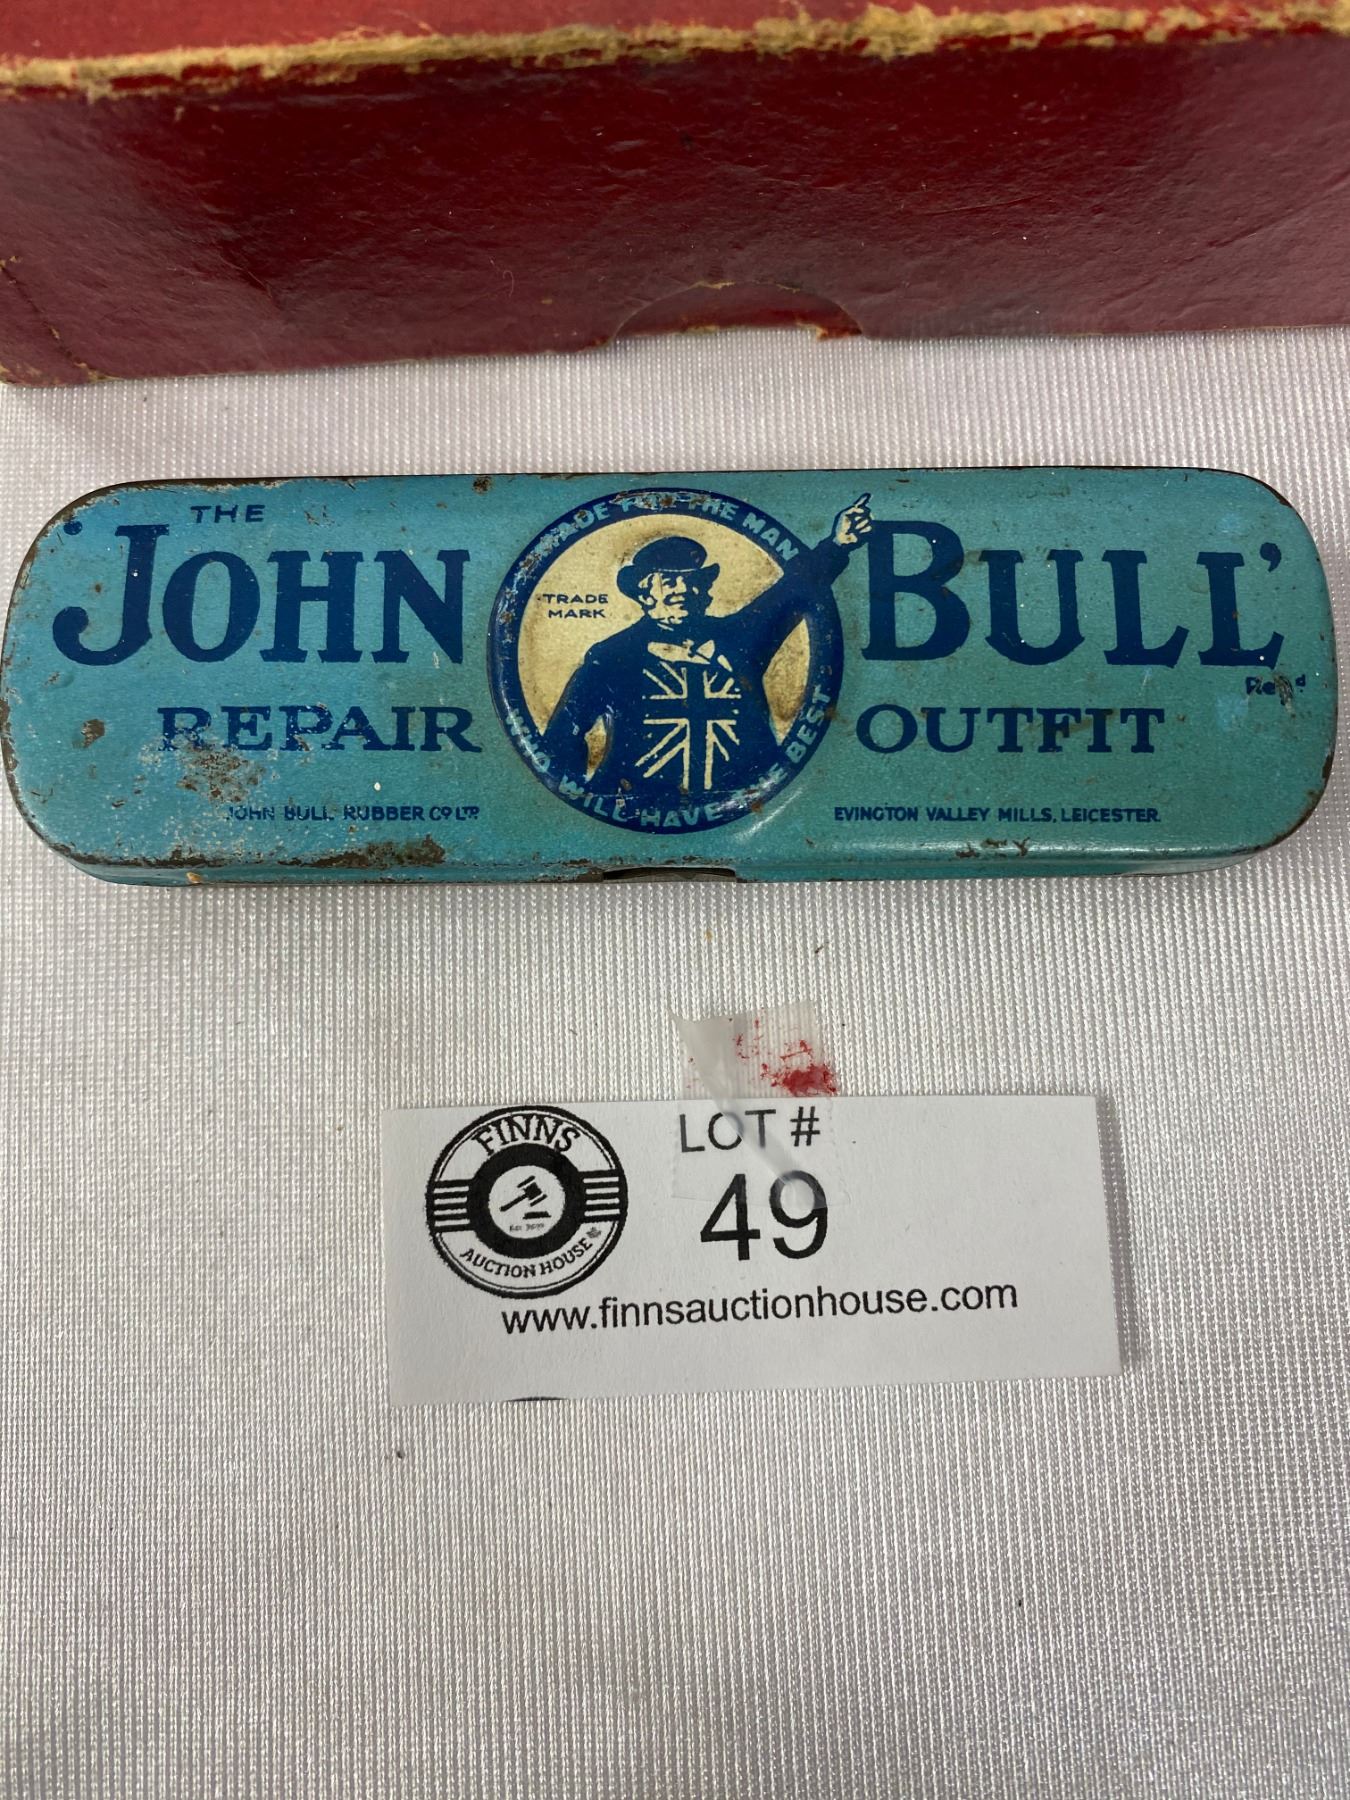 THE
'JOHN BULL'
Regd
REPAIR OUTFIT
MADE FOR THE MAN
TRADE
MARK
WHO WILL HAVE THE BEST
JOHN BULL RUBBER CO LTD
EVINGTON VALLEY MILLS, LEICESTER.
FINNS
AUCTION HOUSE
LOT #
49
www.finnsauctionhouse.com